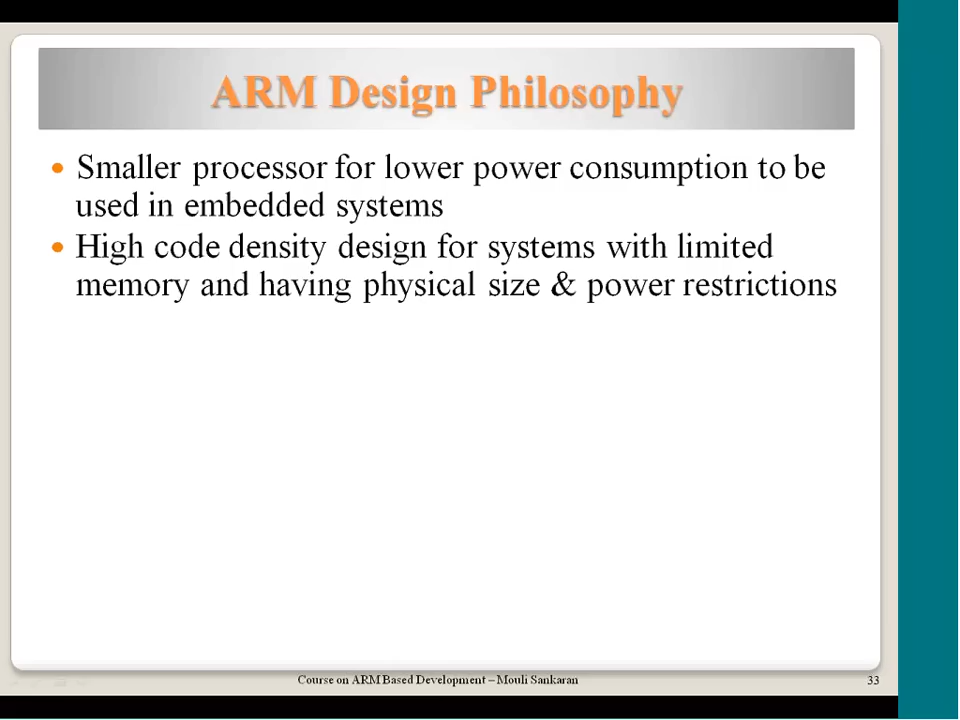 ARM Design Philosophy
• Smaller processor for lower power consumption to be
used in embedded systems
• High code density design for systems with limited
memory and having physical size & power restrictions
Course on ARM Based Development – Mouli Sankaran
33